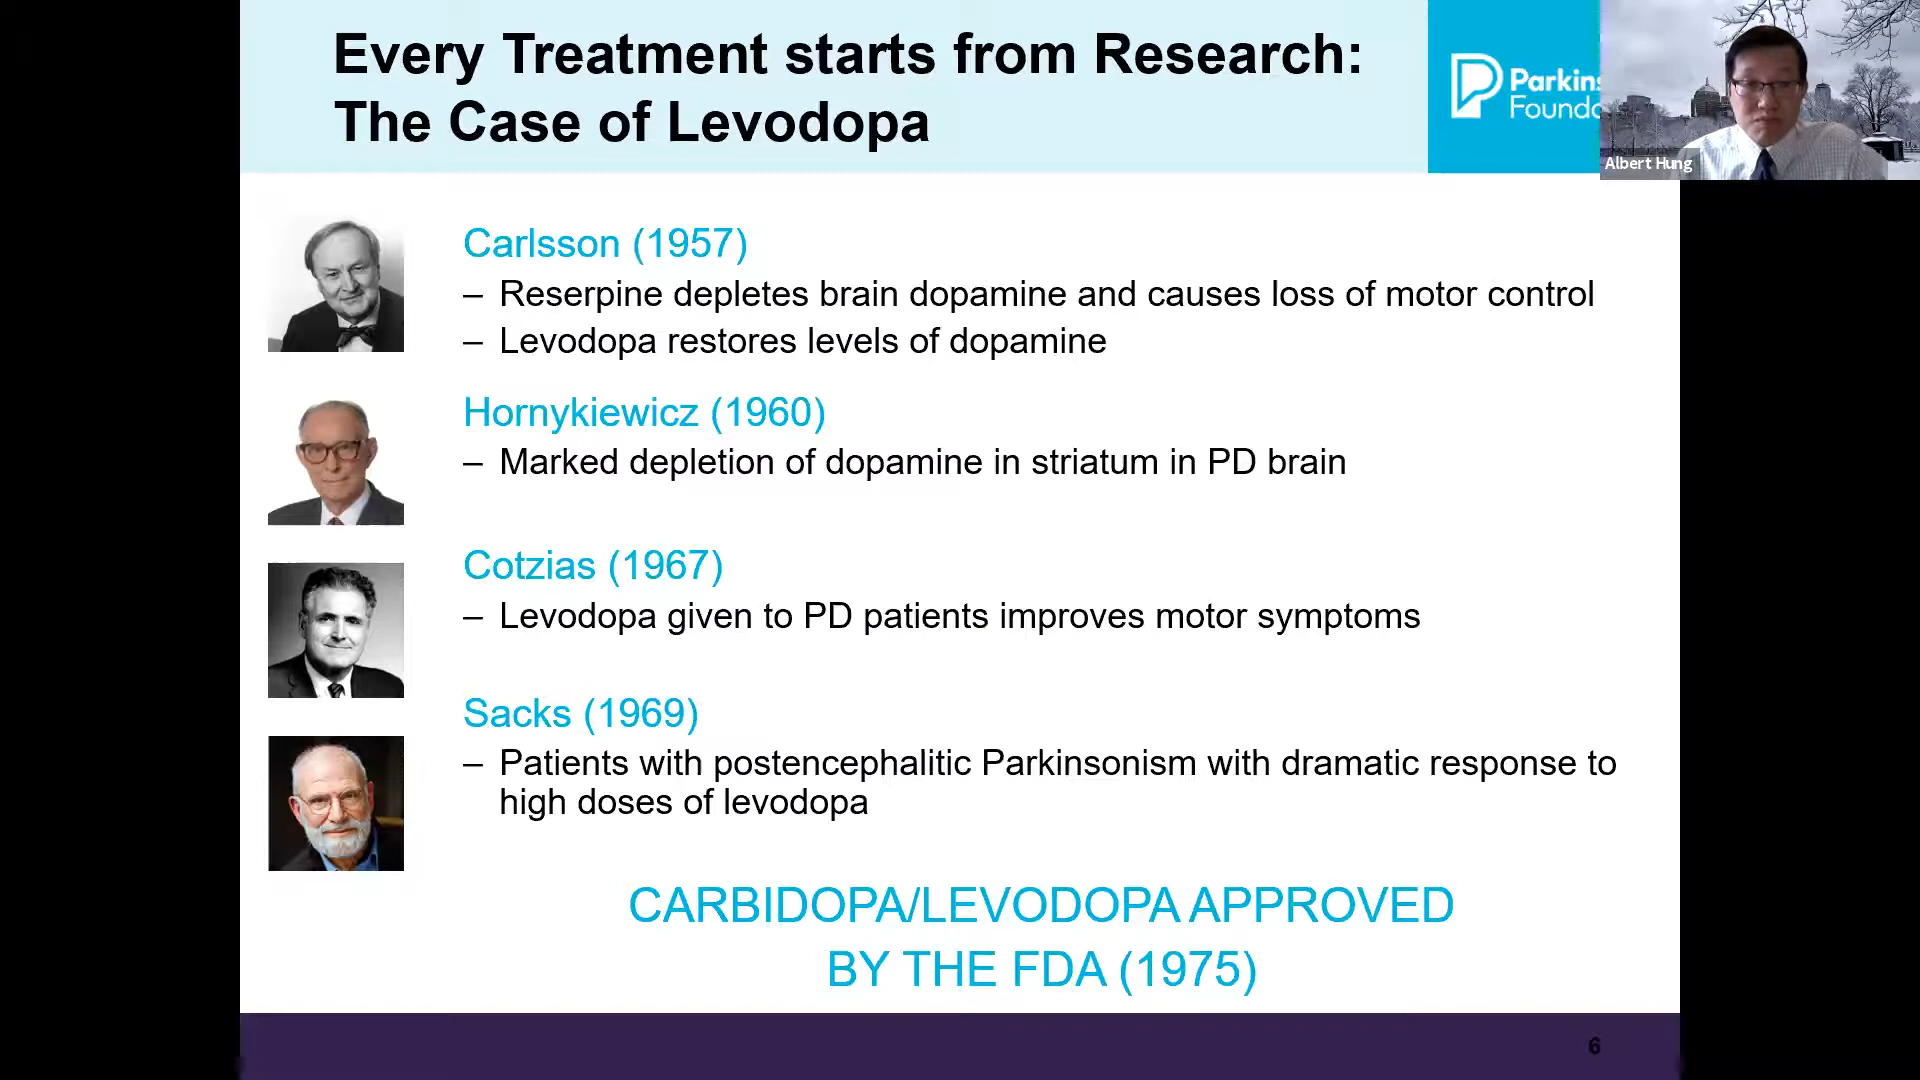 Every Treatment starts from Research:
The Case of Levodopa
Parkins
Founda
Albert Hung
Carlsson (1957)
– Reserpine depletes brain dopamine and causes loss of motor control
– Levodopa restores levels of dopamine
Hornykiewicz (1960)
– Marked depletion of dopamine in striatum in PD brain
Cotzias (1967)
– Levodopa given to PD patients improves motor symptoms
Sacks (1969)
– Patients with postencephalitic Parkinsonism with dramatic response to
high doses of levodopa
CARBIDOPA/LEVODOPA APPROVED
BY THE FDA (1975)
6